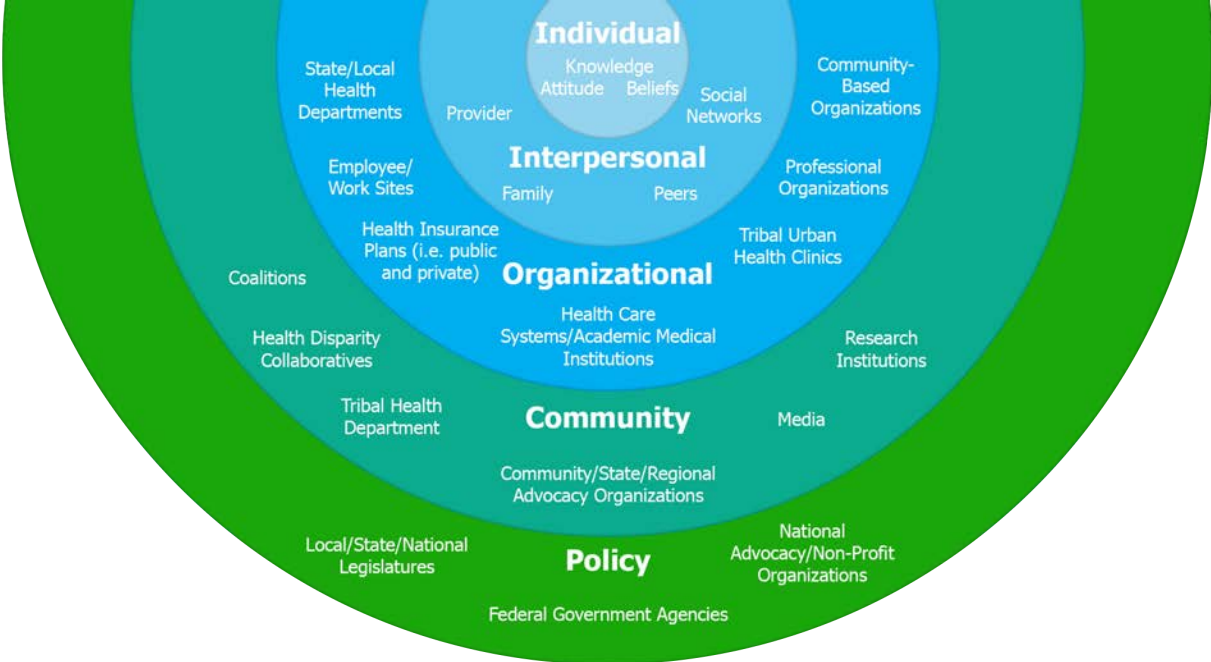 Individual
Knowledge
Attitude Beliefs
State/Local
Health
Departments
Provider
Social
Networks
Community-
Based
Organizations
Interpersonal
Family
Peers
Employee/
Work Sites
Professional
Organizations
Health Insurance
Plans (i.e. public
and private)
Organizational
Tribal Urban
Health Clinics
Health Care
Systems/Academic Medical
Institutions
Coalitions
Health Disparity
Collaboratives
Research
Institutions
Tribal Health
Department
Community
Media
Community/State/Regional
Advocacy Organizations
Local/State/National
Legislatures
Policy
National
Advocacy/Non-Profit
Organizations
Federal Government Agencies